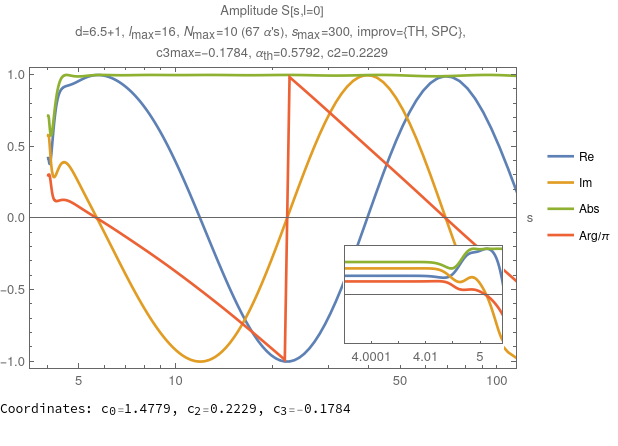 Amplitude S[s,l=0]
d=6.5+1, lmax=16, Nmax=10 (67 α's), smax=300, improv={TH, SPC},
c3max=-0.1784, αth=0.5792, c2=0.2229
1.0
0.5
0.0
-0.5
-1.0
5
10
50
100
s
Re
Im
Abs
Arg/π
4.0001
4.01
5
Coordinates: c0=1.4779, c2=0.2229, c3=-0.1784